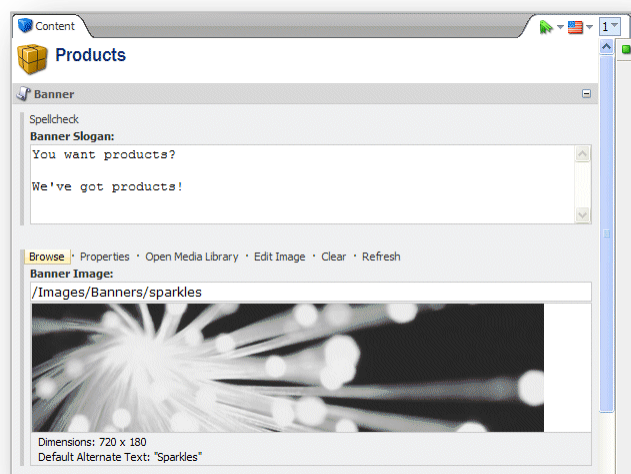 Content
1
Products
Banner
Spellcheck
Banner Slogan:
You want products?
We've got products!
Browse · Properties · Open Media Library · Edit Image · Clear · Refresh
Banner Image:
/Images/Banners/sparkles
Dimensions: 720 x 180
Default Alternate Text: "Sparkles"